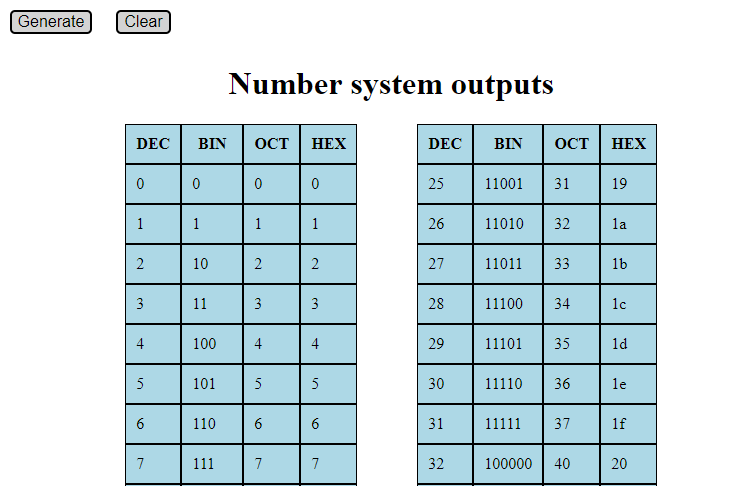 Generate Clear
Number system outputs
DEC BIN OCT HEX DEC BIN OCT HEX
0 0 0 0 25 11001 31 19
1 1 1 1 26 11010 32 1a
2 10 2 2 27 11011 33 1b
3 11 3 3 28 11100 34 1c
4 100 4 4 29 11101 35 1d
5 101 5 5 30 11110 36 1e
6 110 6 6 31 11111 37 1f
7 111 7 7 32 100000 40 20